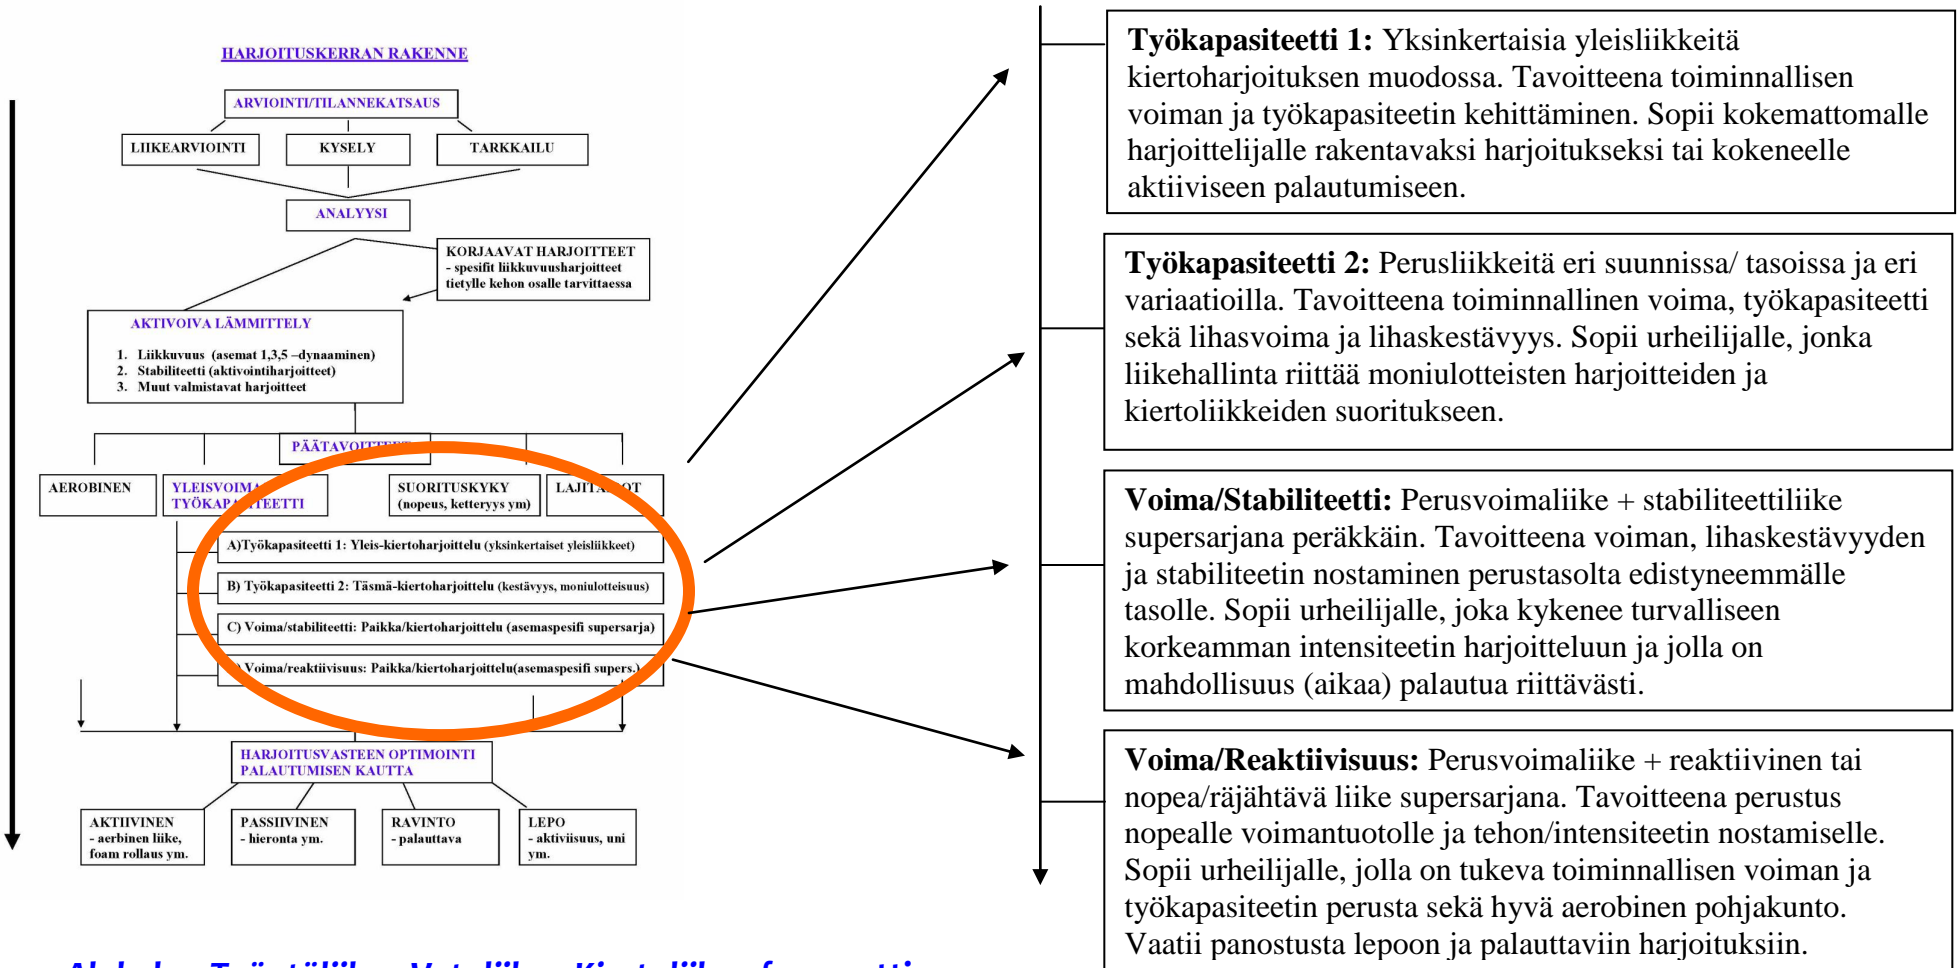 HARJOITUSKERRAN RAKENNE
ARVIOINTI/TILANNEKATSAUS
LIIKEARVIOINTI
KYSELY
TARKKAILU
ANALYYSI
KORJAAVAT HARJOITTEET
- spesifit liikkuvuusharjoitteet
tietylle kehon osalle tarvittaessa
AKTIVOIVA LÄMMITTELY
1. Liikkuvuus (asemat 1,3,5 –dynaaminen)
2. Stabiliteetti (aktivointiharjoitteet)
3. Muut valmistavat harjoitteet
PÄÄTAVOITTEET
AEROBINEN
YLEISVOIMA
TYÖKAPASITEETTI
SUORITUSKYKY
(nopeus, ketteryys ym)
LAJITAIDOT
A)Työkapasiteetti 1: Yleis-kiertoharjoittelu (yksinkertaiset yleisliikkeet)
B) Työkapasiteetti 2: Täsmä-kiertoharjoittelu (kestävyys, moniulotteisuus)
C) Voima/stabiliteetti: Paikka/kiertoharjoittelu (asemaspesifi supersarja)
Voima/reaktiivisuus: Paikka/kiertoharjoittelu(asemaspesifi supers.)
HARJOITUSVASTEEN OPTIMOINTI
PALAUTUMISEN KAUTTA
AKTIIVINEN
- aerbinen liike,
foam rollaus ym.
PASSIIVINEN
- hieronta ym.
RAVINTO
- palauttava
LEPO
- aktiviisuus, uni
ym.
Työkapasiteetti 1: Yksinkertaisia yleisliikkeitä
kiertoharjoituksen muodossa. Tavoitteena toiminnallisen
voiman ja työkapasiteetin kehittäminen. Sopii kokemattomalle
harjoittelijalle rakentavaksi harjoitukseksi tai kokeneelle
aktiiviseen palautumiseen.
Työkapasiteetti 2: Perusliikkeitä eri suunnissa/ tasoissa ja eri
variaatioilla. Tavoitteena toiminnallinen voima, työkapasiteetti
sekä lihasvoima ja lihaskestävyys. Sopii urheilijalle, jonka
liikehallinta riittää moniulotteisten harjoitteiden ja
kiertoliikkeiden suoritukseen.
Voima/Stabiliteetti: Perusvoimaliike + stabiliteettiliike
supersarjana peräkkäin. Tavoitteena voiman, lihaskestävyyden
ja stabiliteetin nostaminen perustasolta edistyneemmälle
tasolle. Sopii urheilijalle, joka kykenee turvalliseen
korkeamman intensiteetin harjoitteluun ja jolla on
mahdollisuus (aikaa) palautua riittävästi.
Voima/Reaktiivisuus: Perusvoimaliike + reaktiivinen tai
nopea/räjähtävä liike supersarjana. Tavoitteena perustus
nopealle voimantuotolle ja tehon/intensiteetin nostamiselle.
Sopii urheilijalle, jolla on tukeva toiminnallisen voiman ja
työkapasiteetin perusta sekä hyvä aerobinen pohjakunto.
Vaatii panostusta lepoon ja palauttaviin harjoituksiin.